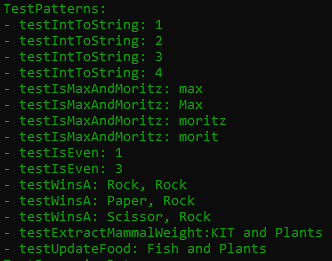 TestPatterns:
- testIntToString: 1
- testIntToString: 2
- testIntToString: 3
- testIntToString: 4
- testIsMaxAndMoritz: max
- testIsMaxAndMoritz: Max
- testIsMaxAndMoritz: moritz
- testIsMaxAndMoritz: morit
- testIsEven: 1
- testIsEven: 3
- testWinsA: Rock, Rock
- testWinsA: Paper, Rock
- testWinsA: Scissor, Rock
- testExtractMammalWeight:KIT and Plants
- testUpdateFood: Fish and Plants